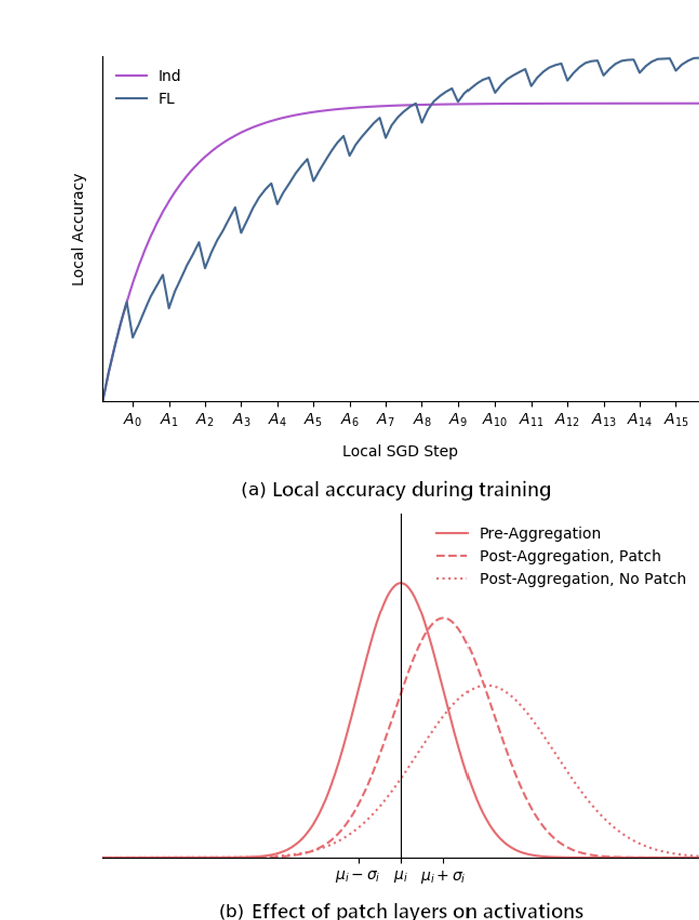 Ind
FL
Local Accuracy
A₀ A₁ A₂ A₃ A₄ A₅ A₆ A₇ A₈ A₉ A₁₀ A₁₁ A₁₂ A₁₃ A₁₄ A₁₅
Local SGD Step
(a) Local accuracy during training
Pre-Aggregation
Post-Aggregation, Patch
Post-Aggregation, No Patch
μᵢ − σᵢ μᵢ μᵢ + σᵢ
(b) Effect of patch layers on activations